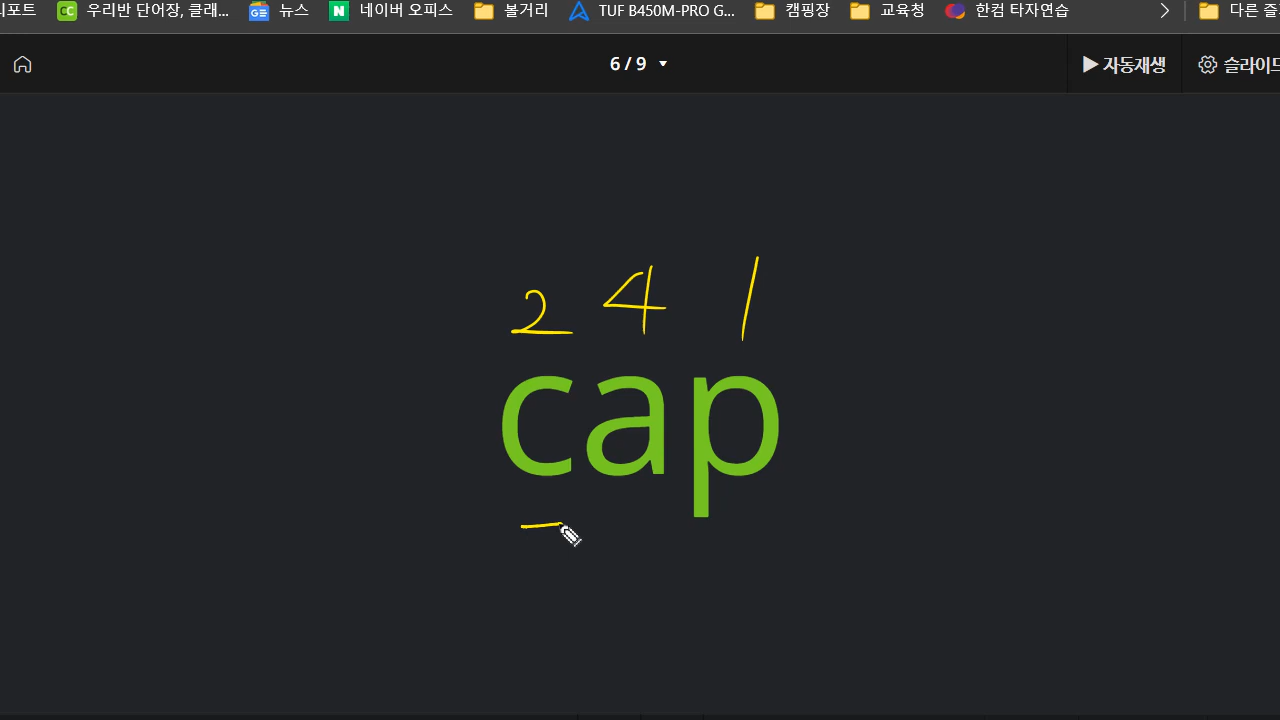 리포트 CC 우리반 단어장, 클래... GE 뉴스 N 네이버 오피스 볼거리 TUF B450M-PRO G... 캠핑장 교육청 한컴 타자연습 다른 즐
6 / 9 자동재생 슬라이드
2 4 1
cap